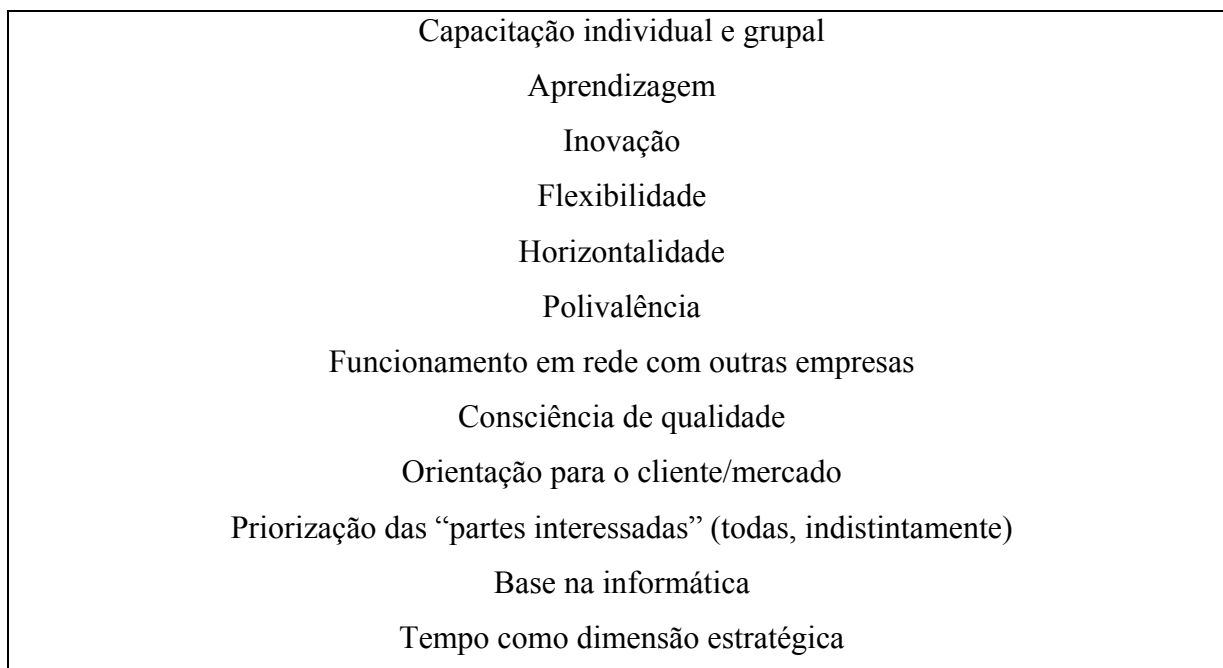 Capacitação individual e grupal
Aprendizagem
Inovação
Flexibilidade
Horizontalidade
Polivalência
Funcionamento em rede com outras empresas
Consciência de qualidade
Orientação para o cliente/mercado
Priorização das “partes interessadas” (todas, indistintamente)
Base na informática
Tempo como dimensão estratégica